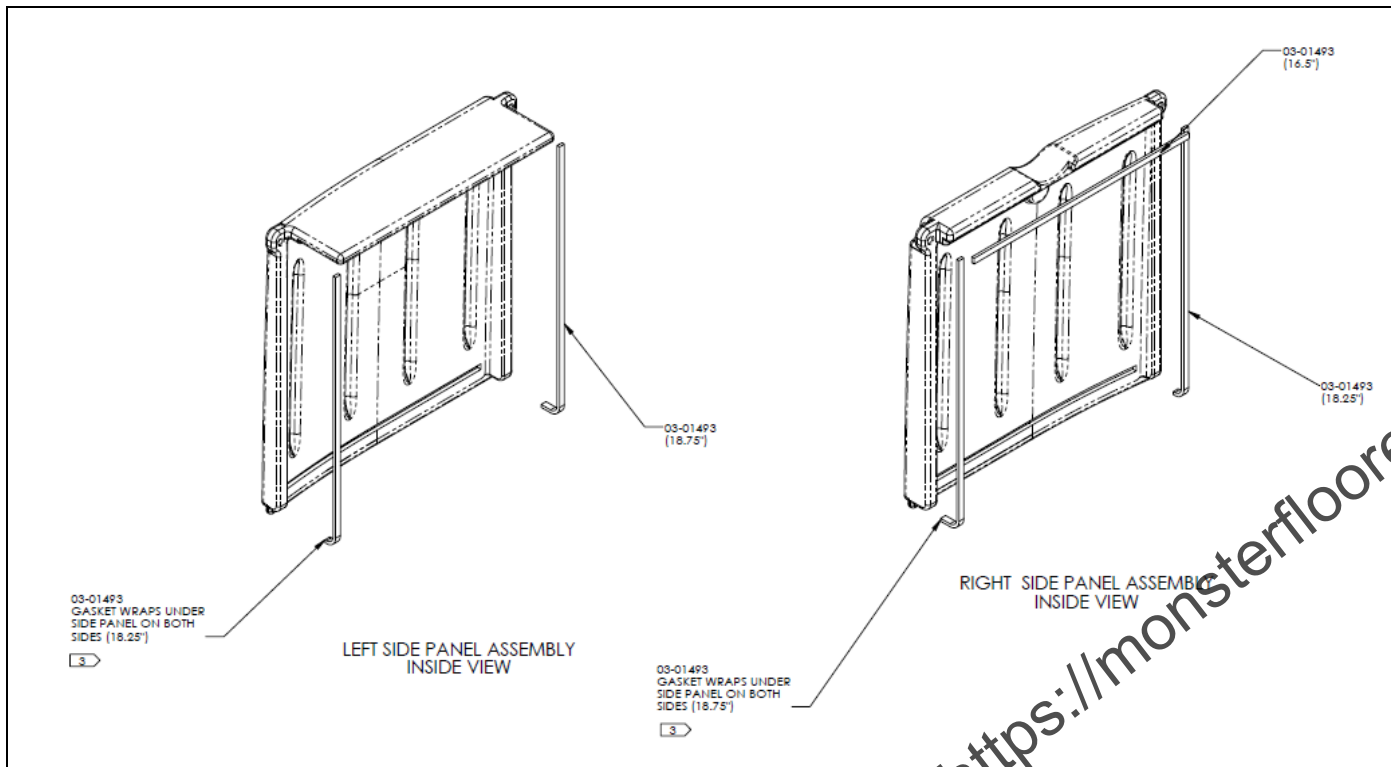 03-01493
(16.5")
03-01493
(18.75")
03-01493
(18.25")
03-01493
GASKET WRAPS UNDER
SIDE PANEL ON BOTH
SIDES (18.25")
3
LEFT SIDE PANEL ASSEMBLY
INSIDE VIEW
RIGHT SIDE PANEL ASSEMBLY
INSIDE VIEW
03-01493
GASKET WRAPS UNDER
SIDE PANEL ON BOTH
SIDES (18.75")
3